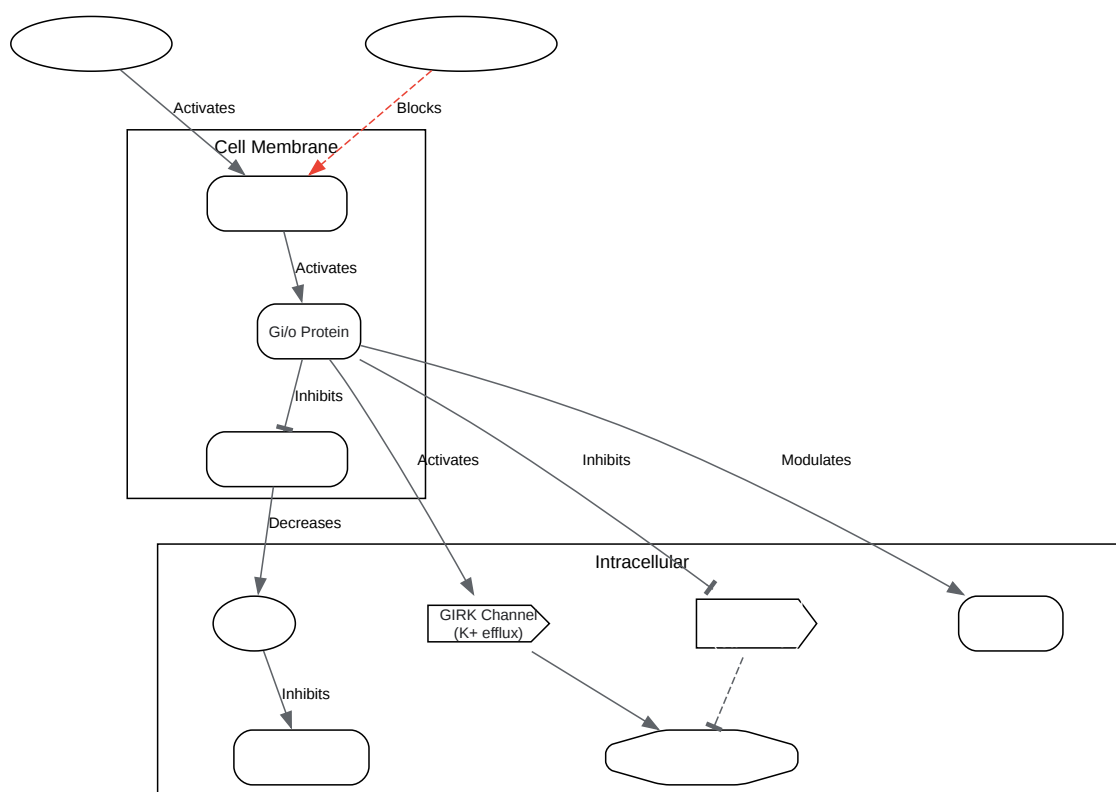 Activates
Blocks
Cell Membrane
Activates
Gi/o Protein
Inhibits
Activates
Inhibits
Modulates
Decreases
Intracellular
GIRK Channel
(K+ efflux)
Inhibits